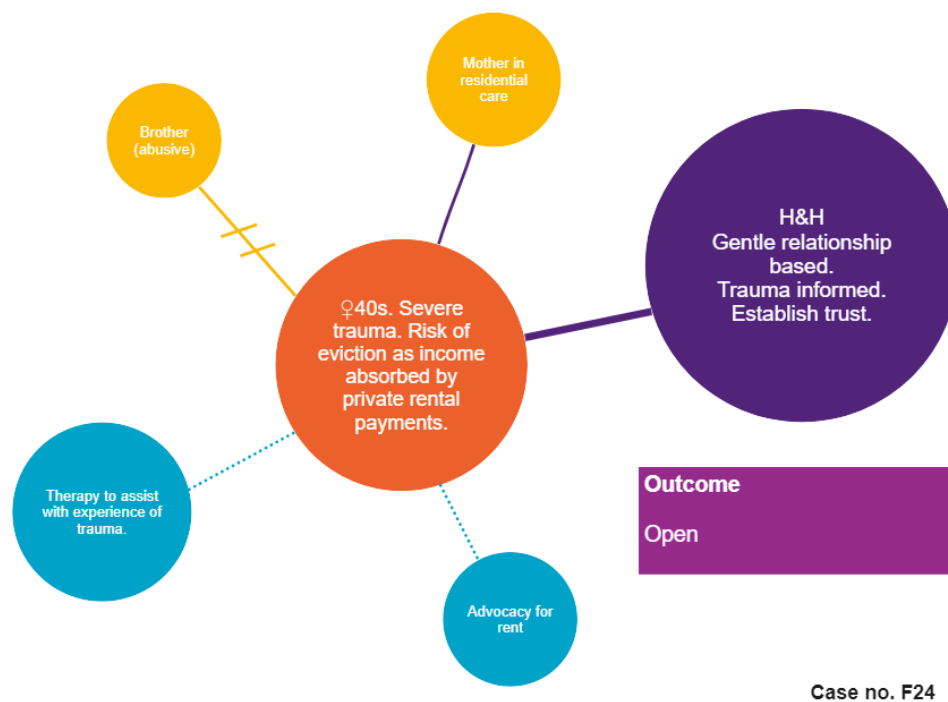 Mother in
residential
care
Brother
(abusive)
H&H
Gentle relationship
based.
Trauma informed.
Establish trust.
♀40s. Severe
trauma. Risk of
eviction as income
absorbed by
private rental
payments.
Therapy to assist
with experience of
trauma.
Outcome
Open
Advocacy for
rent
Case no. F24